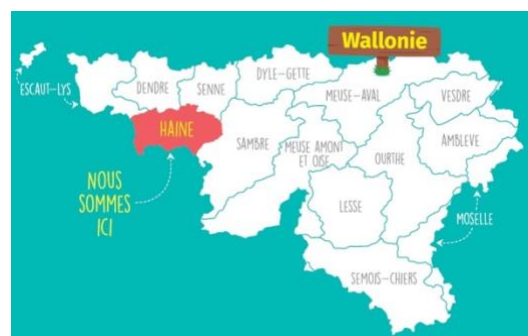 Wallonie
ESCAUT-LYS
DENDRE
SENNE
DYLE-GETTE
MEUSE-AVAL
VESDRE
HAINE
SAMBRE
MEUSE AMONT
ET OISE
OURTHE
AMBLEVE
NOUS
SOMMES
ICI
LESSE
MOSELLE
SEMOIS-CHIERS